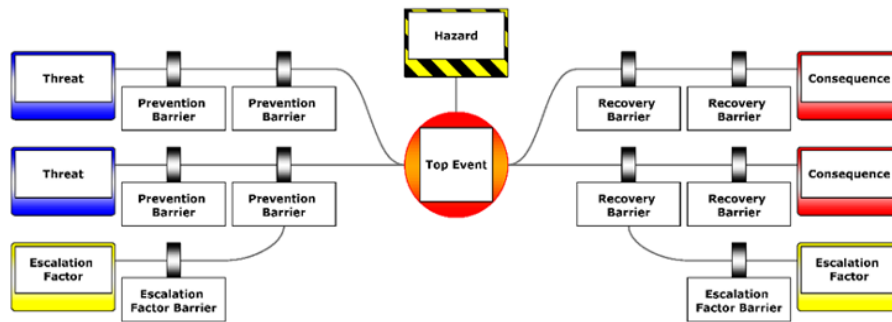 Hazard
Threat
Prevention
Barrier
Prevention
Barrier
Top Event
Recovery
Barrier
Recovery
Barrier
Consequence
Threat
Prevention
Barrier
Prevention
Barrier
Recovery
Barrier
Recovery
Barrier
Consequence
Escalation
Factor
Escalation
Factor Barrier
Escalation
Factor Barrier
Escalation
Factor